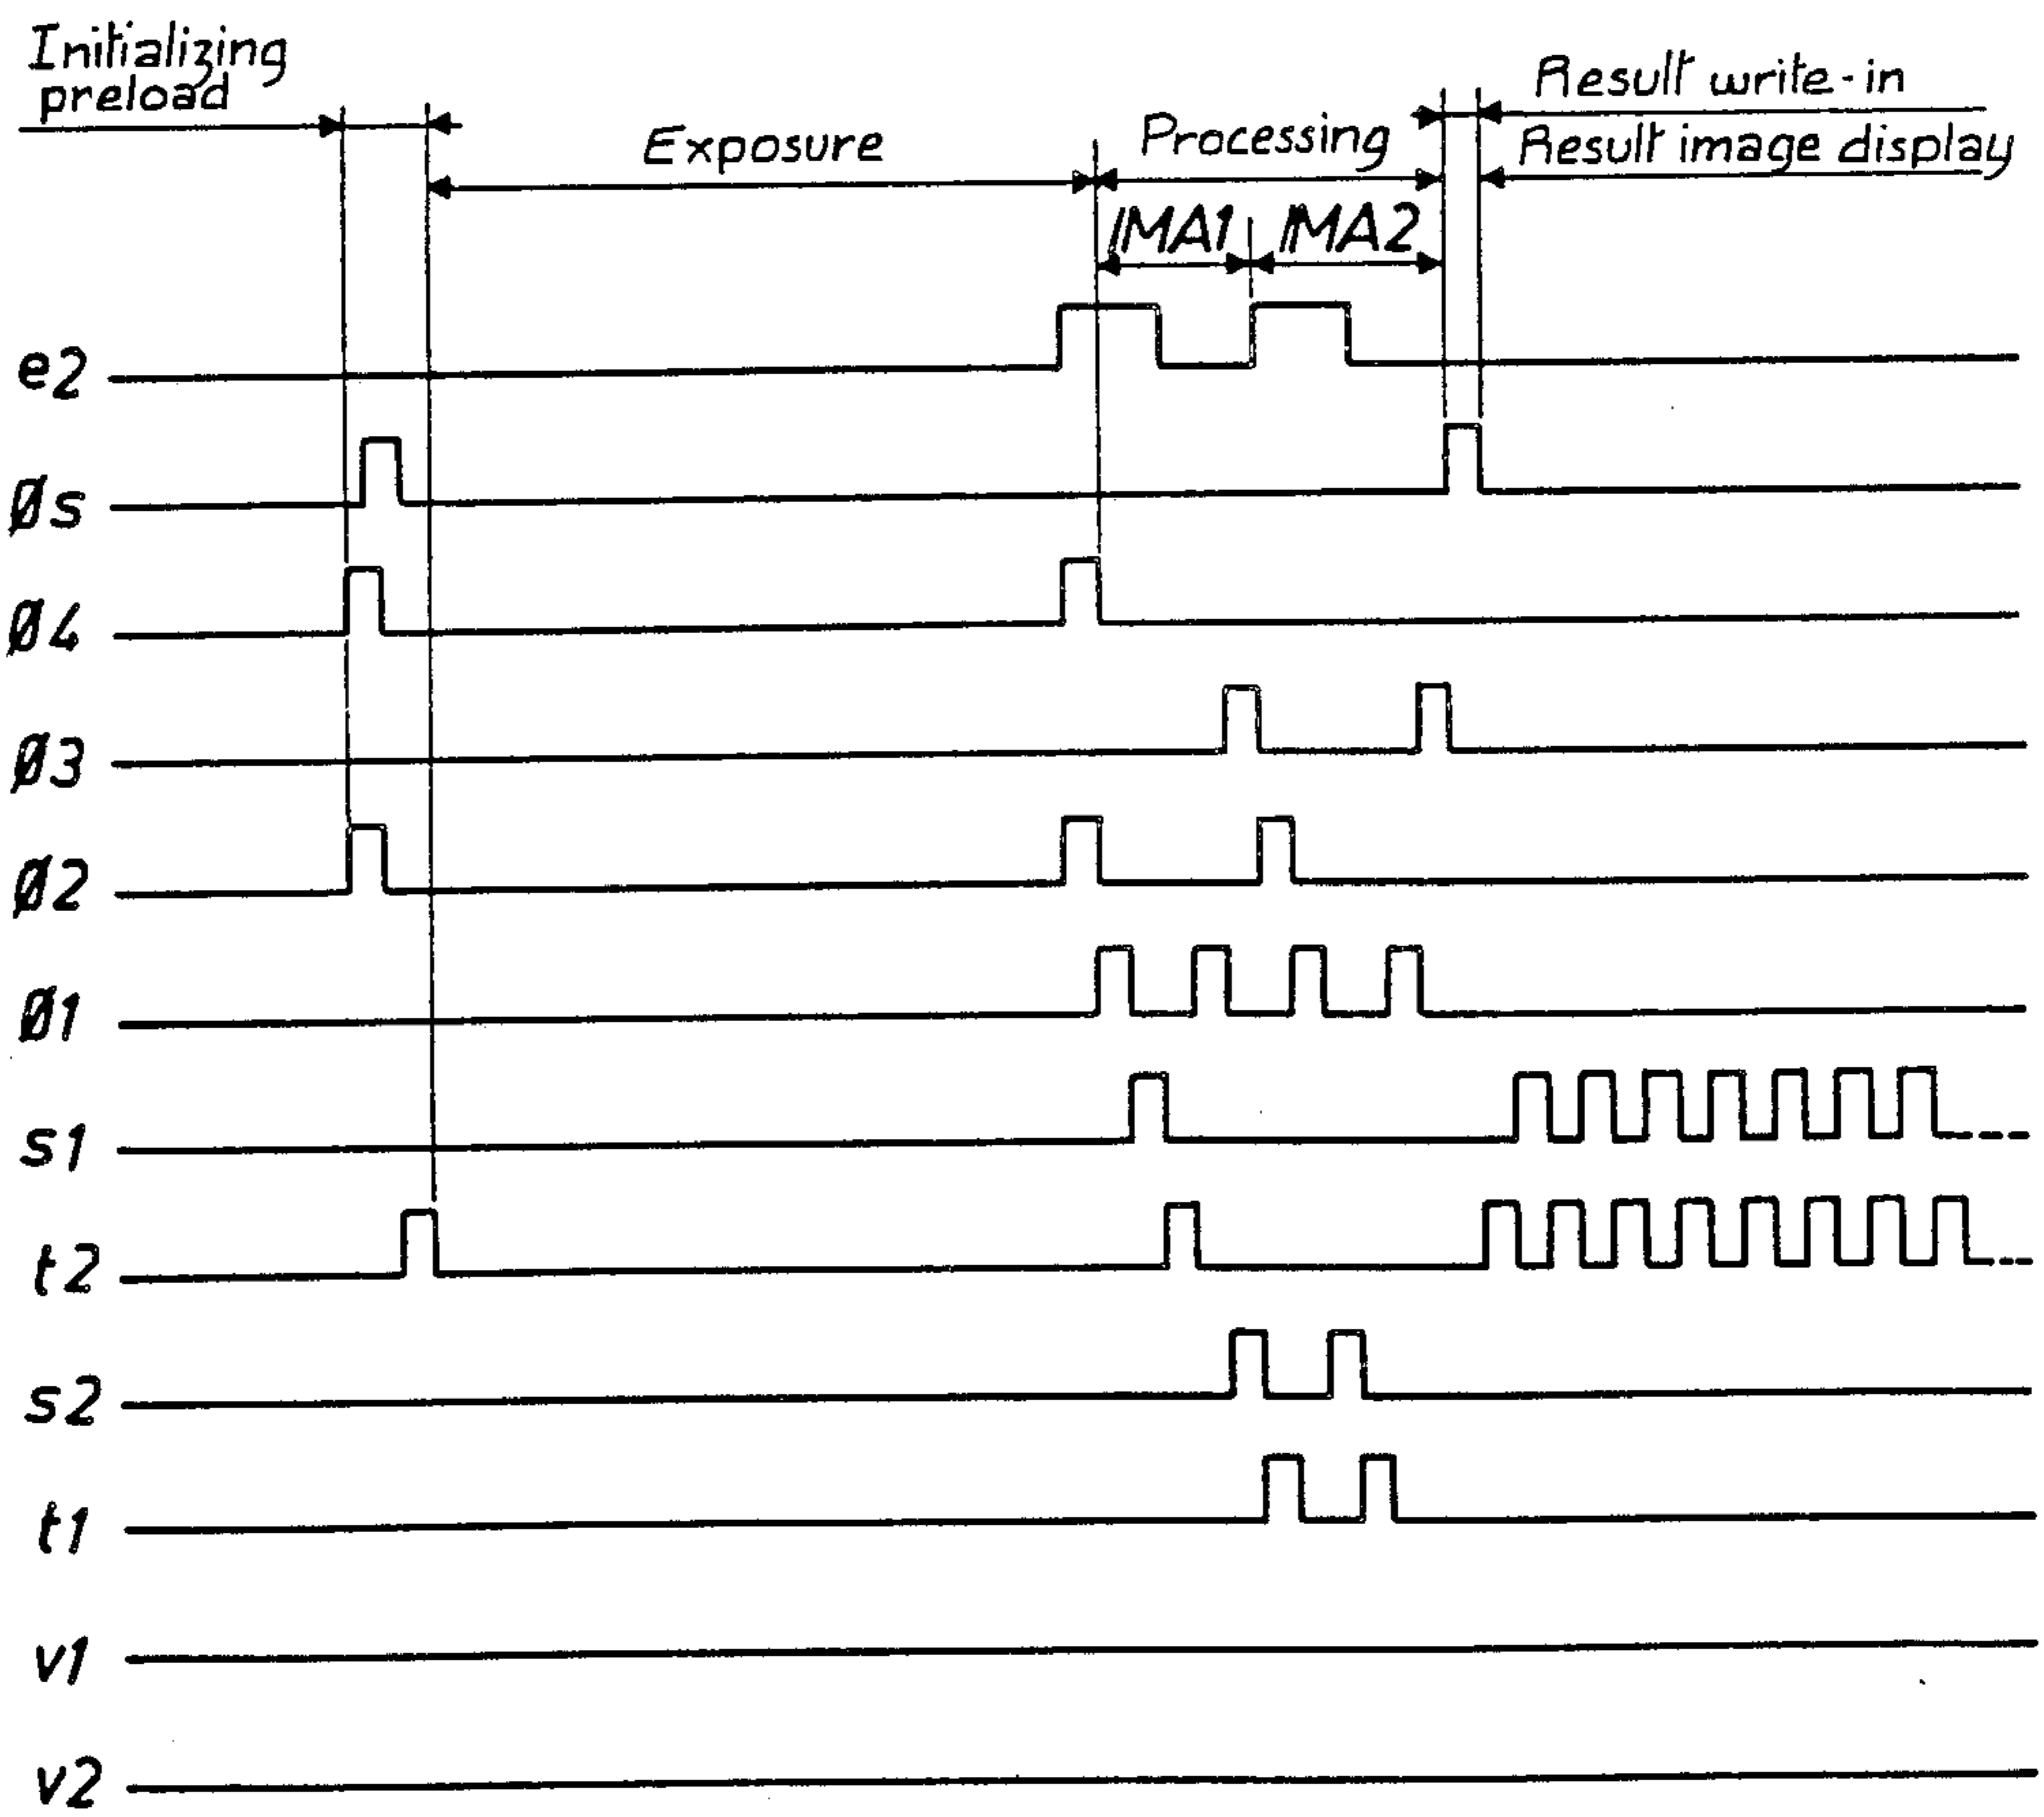 Initializing
preload
Exposure
Processing
Result write-in
Result image display
IMA1
IMA2
e2
Øs
Ø4
Ø3
Ø2
Ø1
s1
t2
s2
t1
v1
v2